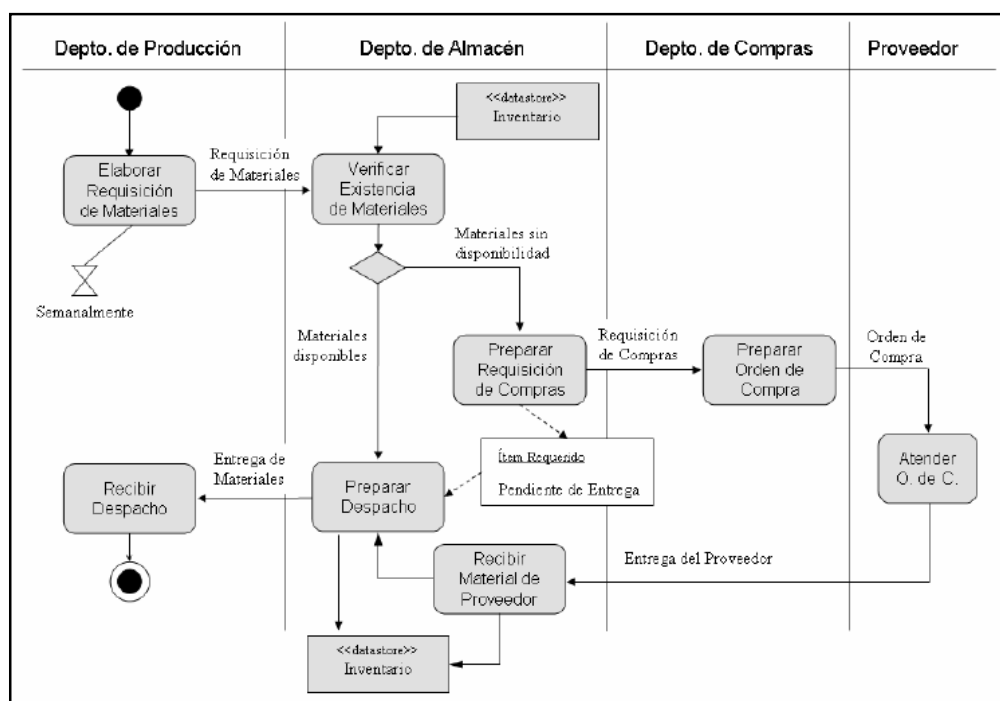 Depto. de Producción
Depto. de Almacén
Depto. de Compras
Proveedor
<<datastore>>
Inventario
Elaborar
Requisición
de Materiales
Requisición
de Materiales
Verificar
Existencia
de Materiales
Semanalmente
Materiales sin
disponibilidad
Materiales
disponibles
Preparar
Requisición
de Compras
Requisición
de Compras
Preparar
Orden de
Compra
Orden de
Compra
Ítem Requerido
Pendiente de Entrega
Atender
O. de C.
Recibir
Despacho
Entrega de
Materiales
Preparar
Despacho
Recibir
Material de
Proveedor
Entrega del Proveedor
<<datastore>>
Inventario